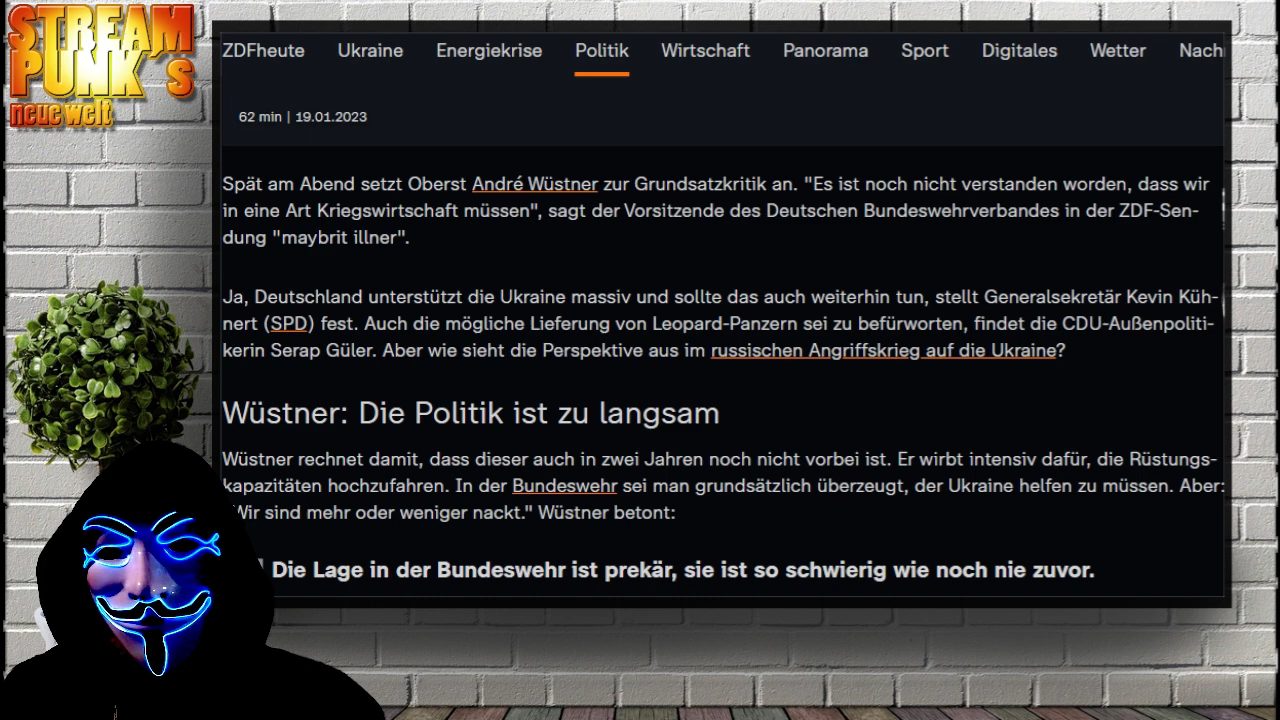 STREAM
PUNK´s
neue welt
ZDFheute Ukraine Energiekrise Politik Wirtschaft Panorama Sport Digitales Wetter Nach
62 min | 19.01.2023
Spät am Abend setzt Oberst André Wüstner zur Grundsatzkritik an. "Es ist noch nicht verstanden worden, dass wir
in eine Art Kriegswirtschaft müssen", sagt der Vorsitzende des Deutschen Bundeswehrverbandes in der ZDF-Sen-
dung "maybrit illner".
Ja, Deutschland unterstützt die Ukraine massiv und sollte das auch weiterhin tun, stellt Generalsekretär Kevin Küh-
nert (SPD) fest. Auch die mögliche Lieferung von Leopard-Panzern sei zu befürworten, findet die CDU-Außenpoliti-
kerin Serap Güler. Aber wie sieht die Perspektive aus im russischen Angriffskrieg auf die Ukraine?
Wüstner: Die Politik ist zu langsam
Wüstner rechnet damit, dass dieser auch in zwei Jahren noch nicht vorbei ist. Er wirbt intensiv dafür, die Rüstungs-
kapazitäten hochzufahren. In der Bundeswehr sei man grundsätzlich überzeugt, der Ukraine helfen zu müssen. Aber:
Wir sind mehr oder weniger nackt." Wüstner betont:
Die Lage in der Bundeswehr ist prekär, sie ist so schwierig wie noch nie zuvor.